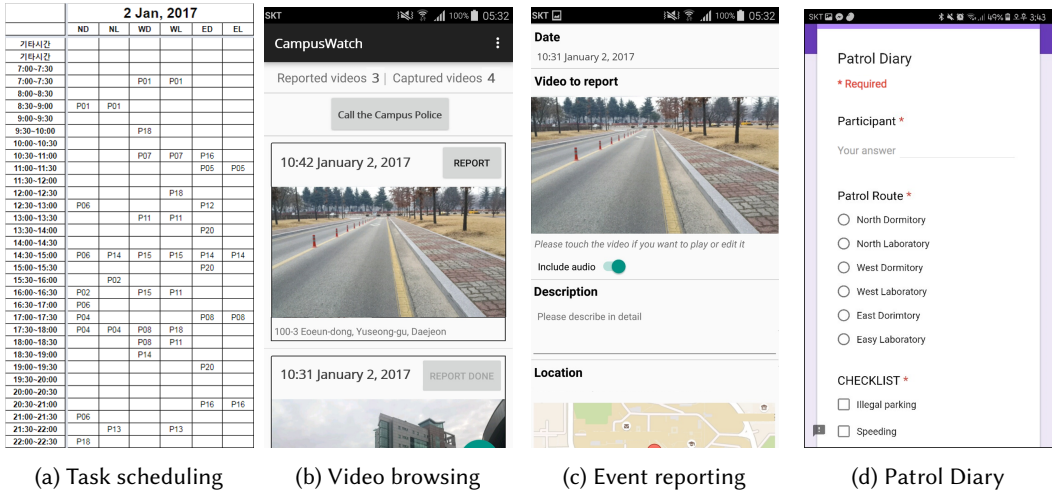 2 Jan, 2017
ND NL WD WL ED EL
기타시간
기타시간
7:00~7:30
7:00~7:30 P01 P01
8:00~8:30
8:30~9:00 P01 P01
9:00~9:30
9:30~10:00 P18
10:00~10:30
10:30~11:00 P07 P07 P16
11:00~11:30 P05 P05
11:30~12:00
12:00~12:30 P18
12:30~13:00 P06 P12
13:00~13:30 P11 P11
13:30~14:00 P20
14:00~14:30
14:30~15:00 P06 P14 P15 P15 P14 P14
15:00~15:30 P20
15:30~16:00 P02
16:00~16:30 P02 P15 P11
16:30~17:00 P06
17:00~17:30 P04 P08 P08
17:30~18:00 P04 P04 P08 P18
18:00~18:30 P08 P11
18:30~19:00 P14
19:00~19:30 P20
19:30~20:00
20:00~20:30
20:30~21:00 P16 P16
21:00~21:30 P06
21:30~22:00 P13 P13
22:00~22:30 P18
(a) Task scheduling
SKT 100% 05:32
CampusWatch
Reported videos 3 | Captured videos 4
Call the Campus Police
10:42 January 2, 2017 REPORT
100-3 Eoeun-dong, Yuseong-gu, Daejeon
10:31 January 2, 2017 REPORT DONE
(b) Video browsing
SKT 100% 05:32
Date
10:31 January 2, 2017
Video to report
Please touch the video if you want to play or edit it
Include audio
Description
Please describe in detail
Location
(c) Event reporting
SKT 49% 오후 3:43
Patrol Diary
* Required
Participant *
Your answer
Patrol Route *
North Dormitory
North Laboratory
West Dormitory
West Laboratory
East Dorimtory
Easy Laboratory
CHECKLIST *
Illegal parking
Speeding
(d) Patrol Diary